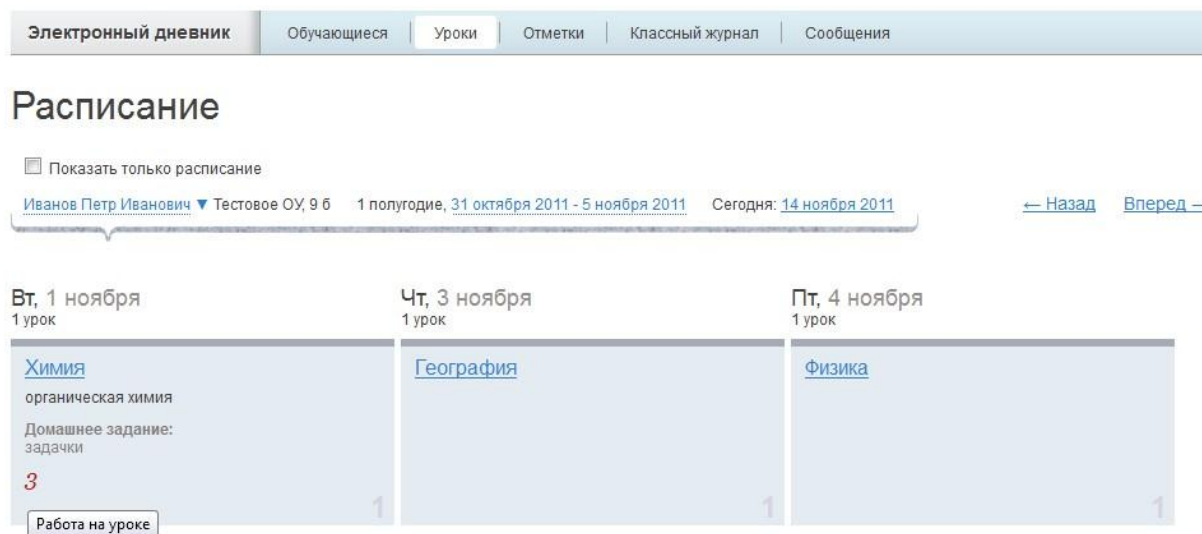 Электронный дневник Обучающиеся Уроки Отметки Классный журнал Сообщения
Расписание
Показать только расписание
Иванов Петр Иванович ▼ Тестовое ОУ, 9 б 1 полугодие, 31 октября 2011 - 5 ноября 2011 Сегодня: 14 ноября 2011 ← Назад Вперед
Вт, 1 ноября
1 урок
Химия
органическая химия
Домашнее задание:
задачки
3
1
Работа на уроке
Чт, 3 ноября
1 урок
География
1
Пт, 4 ноября
1 урок
Физика
1